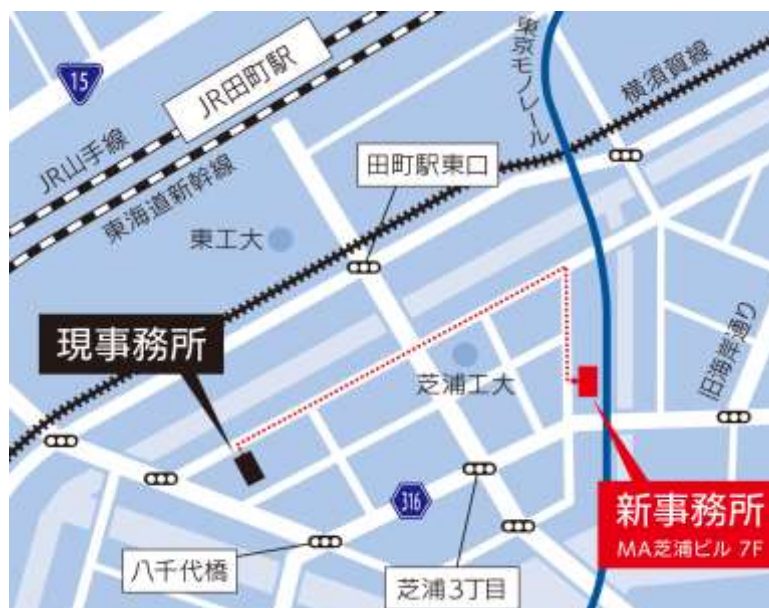 15
JR田町駅
JR山手線
東海道新幹線
東京モノレール
横須賀線
田町駅東口
東工大
現事務所
芝浦工大
旧海岸通り
316
新事務所
MA芝浦ビル 7F
八千代橋
芝浦3丁目